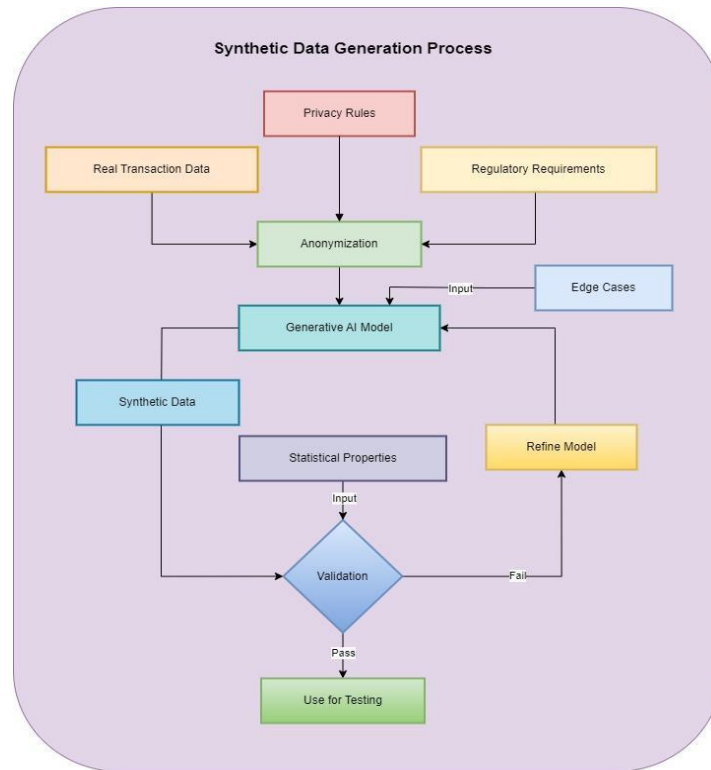 Synthetic Data Generation Process
Privacy Rules
Real Transaction Data
Regulatory Requirements
Anonymization
Input
Edge Cases
Generative AI Model
Synthetic Data
Refine Model
Statistical Properties
Input
Validation
Fail
Pass
Use for Testing